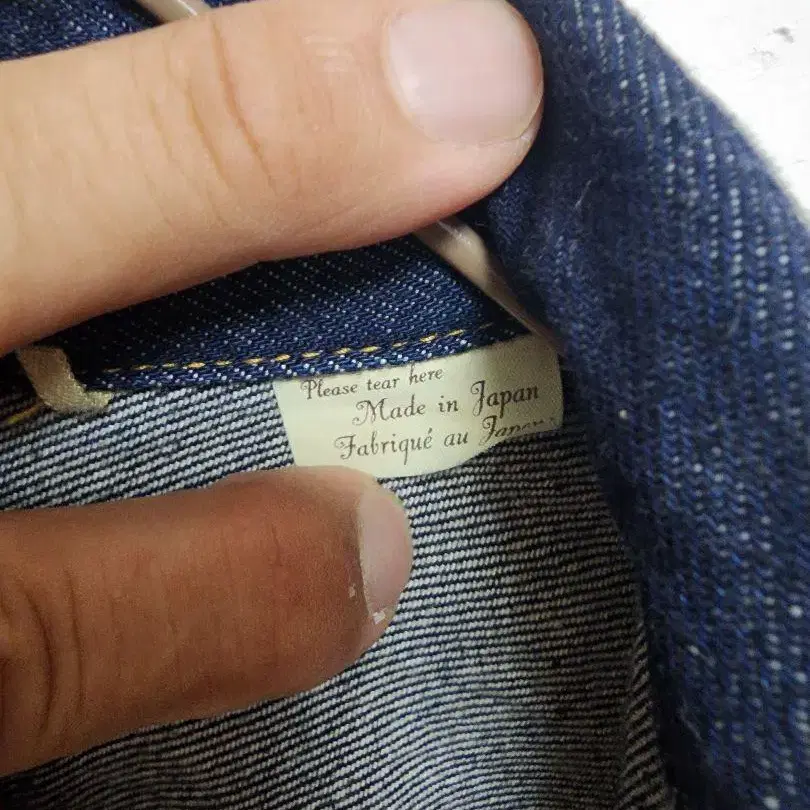 Please tear here
Made in Japan
Fabriqué au Japon